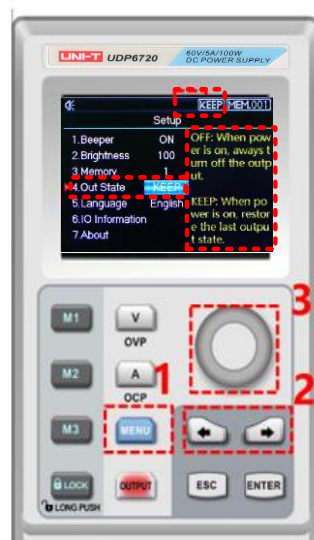 UNI-T UDP6720 60V/5A/100W
DC POWER SUPPLY
KEEP MEM.001
Setup
1.Beeper ON
2.Brightness 100
3.Memory 1
4.Out State KEEP
5.Language English
6.IO Information
7.About
OFF: When pow
er is on, aways t
urn off the outp
ut.
KEEP: When po
wer is on, restor
e the last outpu
t state.
3
M1 V
OVP
M2 A
OCP
1
2
M3 MENU
LOCK OUTPUT ESC ENTER
LONG PUSH